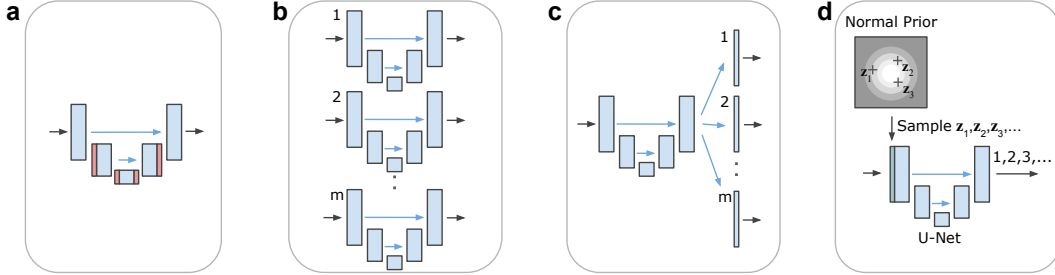 a
b
1
2
m
c
1
2
m
d
Normal Prior
z1
z2
z3
Sample z1,z2,z3,...
1,2,3,...
U-Net